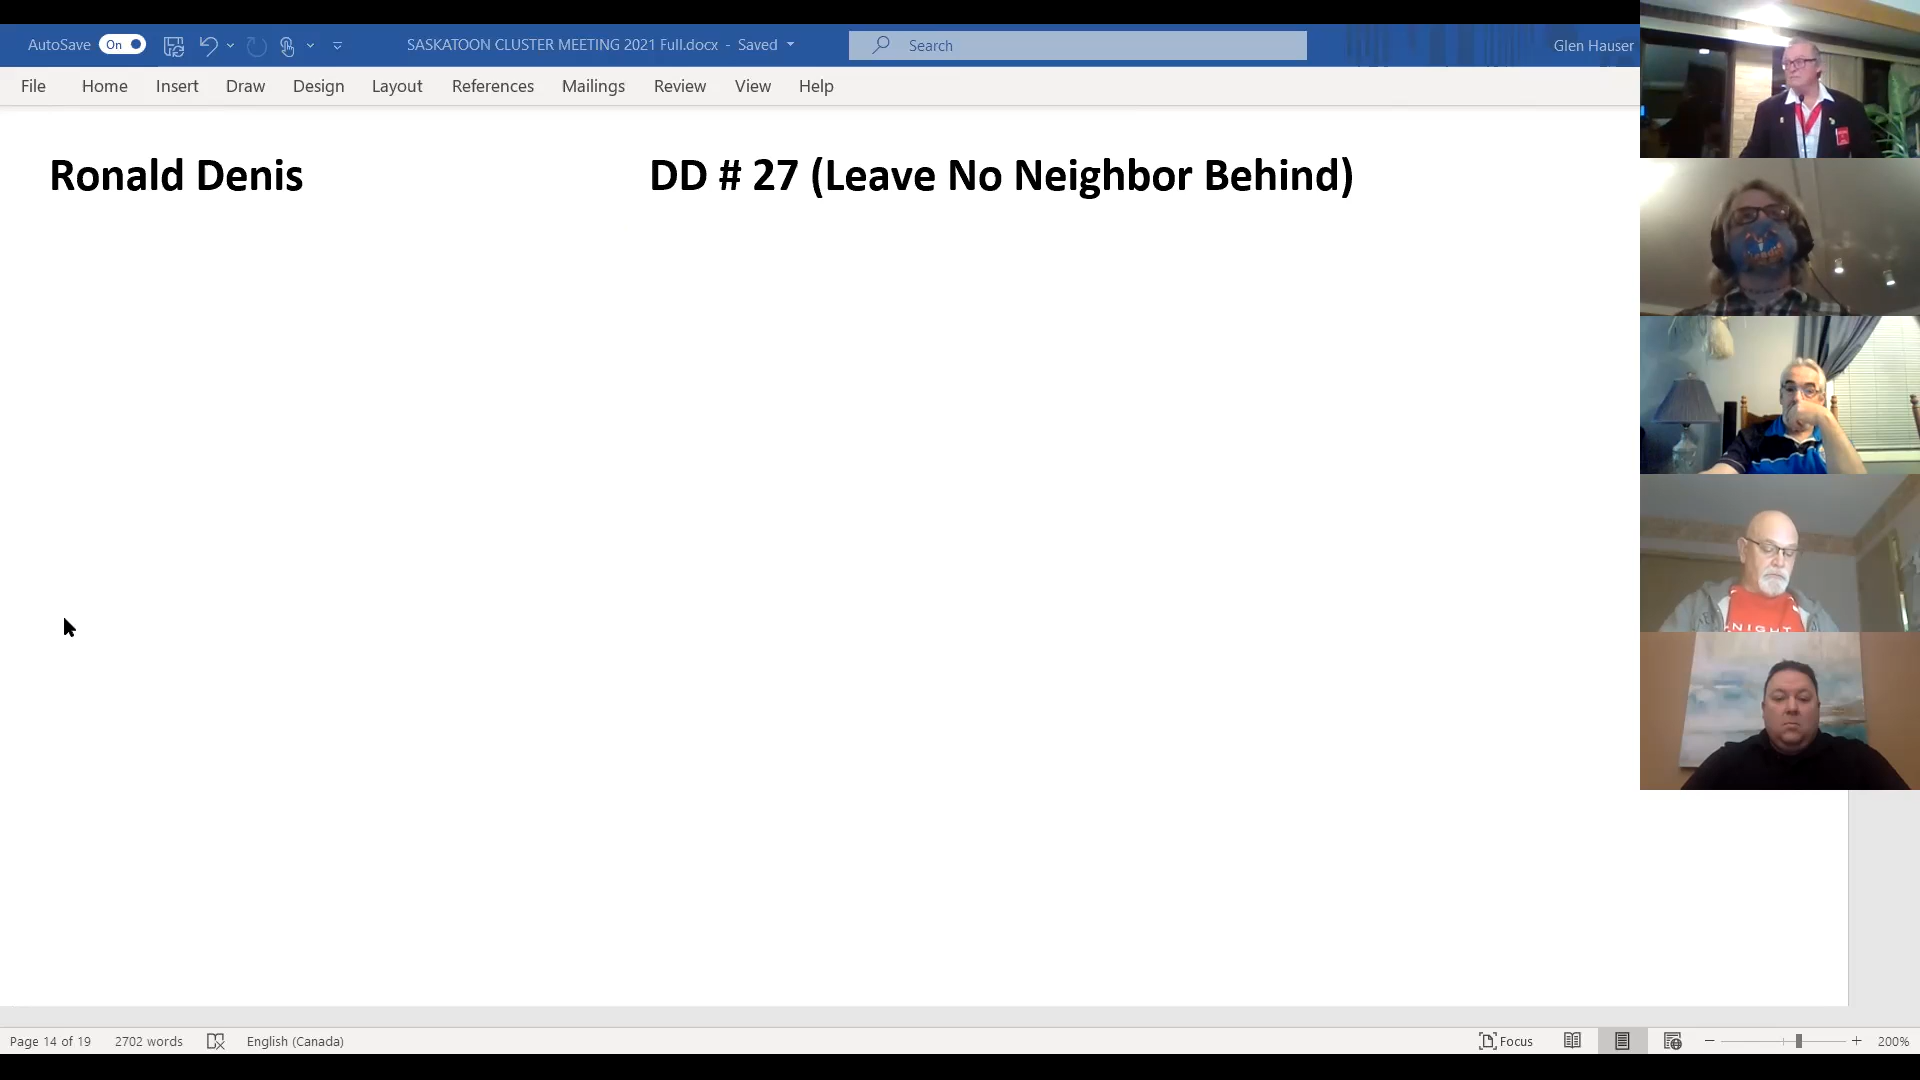 AutoSave On SASKATOON CLUSTER MEETING 2021 Full.docx - Saved Search Glen Hauser
File Home Insert Draw Design Layout References Mailings Review View Help
Ronald Denis DD # 27 (Leave No Neighbor Behind)
NIGHT
Page 14 of 19 2702 words English (Canada) Focus 200%